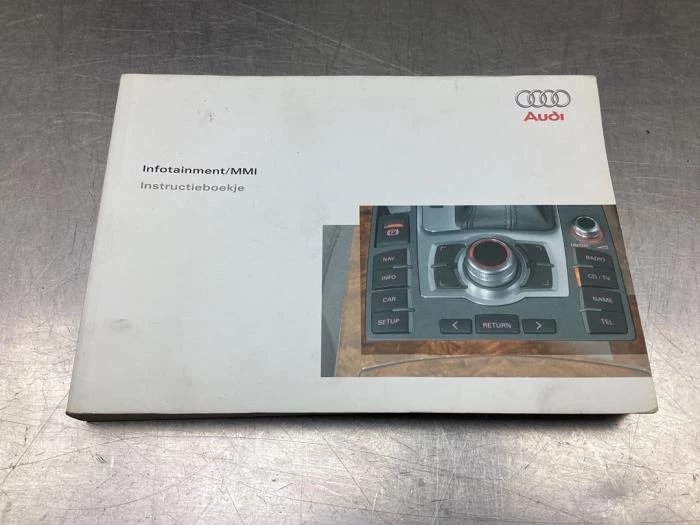 Audi
Infotainment/MMI
Instructieboekje
NAV
INFO
CAR
SETUP
RETURN
RADIO
CD / TV
NAME
TEL